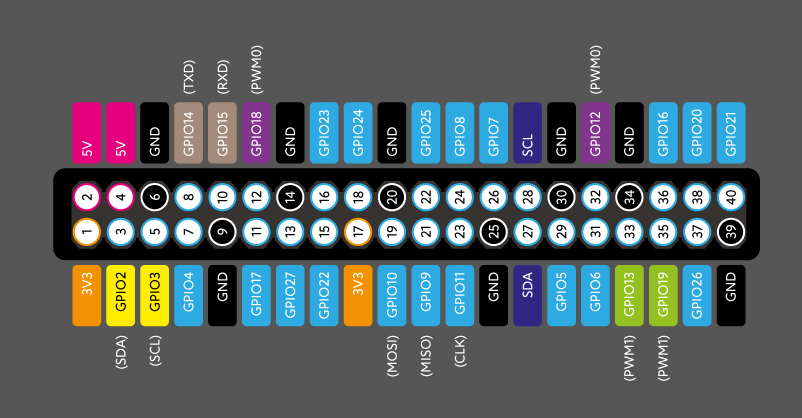 (TXD) (RXD) (PWM0) (PWM0)
5V 5V GND GPIO14 GPIO15 GPIO18 GND GPIO23 GPIO24 GND GPIO25 GPIO8 GPIO7 SCL GND GPIO12 GND GPIO16 GPIO20 GPIO21
2 4 6 8 10 12 14 16 18 20 22 24 26 28 30 32 34 36 38 40
1 3 5 7 9 11 13 15 17 19 21 23 25 27 29 31 33 35 37 39
3V3 GPIO2 GPIO3 GPIO4 GND GPIO17 GPIO27 GPIO22 3V3 GPIO10 GPIO9 GPIO11 GND SDA GPIO5 GPIO6 GPIO13 GPIO19 GPIO26 GND
(SDA) (SCL) (MOSI) (MISO) (CLK) (PWM1) (PWM1)